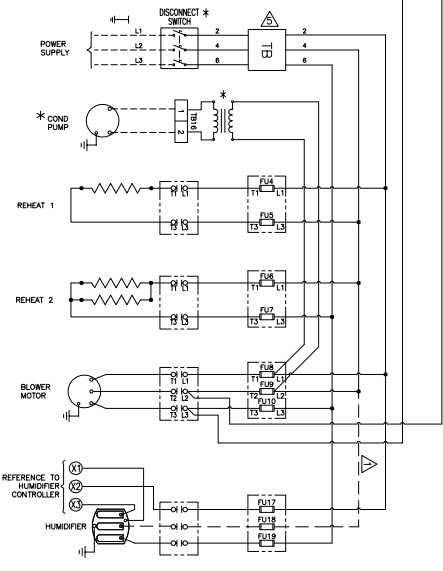 DISCONNECT *
SWITCH
5
POWER
SUPPLY
L1
L2
L3
2
4
6
TB
2
4
6
* COND
PUMP
1
2
TB16
*
REHEAT 1
T1 L1
T3 L3
FU4
T1 L1
FU5
T3 L3
REHEAT 2
T1 L1
T3 L3
FU6
T1 L1
FU7
T3 L3
BLOWER
MOTOR
T1 L1
T2 L2
T3 L3
FU8
T1 L1
FU9
T2 L2
FU10
T3 L3
1
REFERENCE TO
HUMIDIFIER
CONTROLLER
X1
X2
X3
HUMIDIFIER
FU17
FU18
FU19